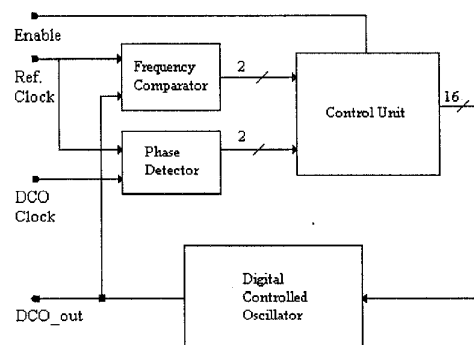 Enable
Ref.
Clock
Frequency
Comparator
2
Control Unit
16
Phase
Detector
2
DCO
Clock
Digital
Controlled
Oscillator
DCO_out